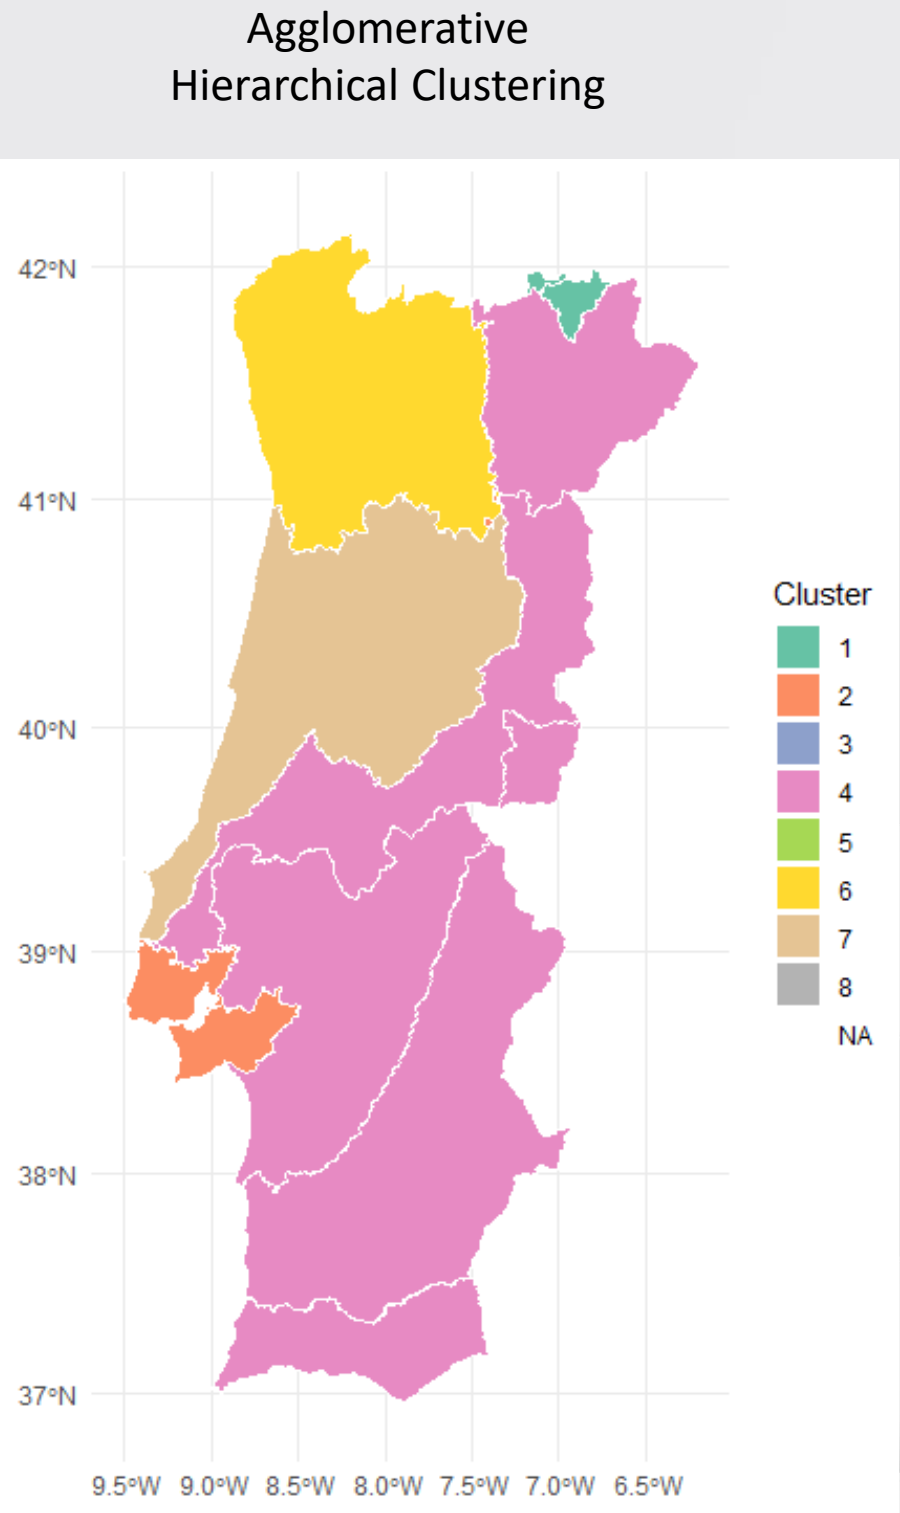 Agglomerative
Hierarchical Clustering
42°N
41°N
40°N
39°N
38°N
37°N
9.5°W 9.0°W 8.5°W 8.0°W 7.5°W 7.0°W 6.5°W
Cluster
1
2
3
4
5
6
7
8
NA